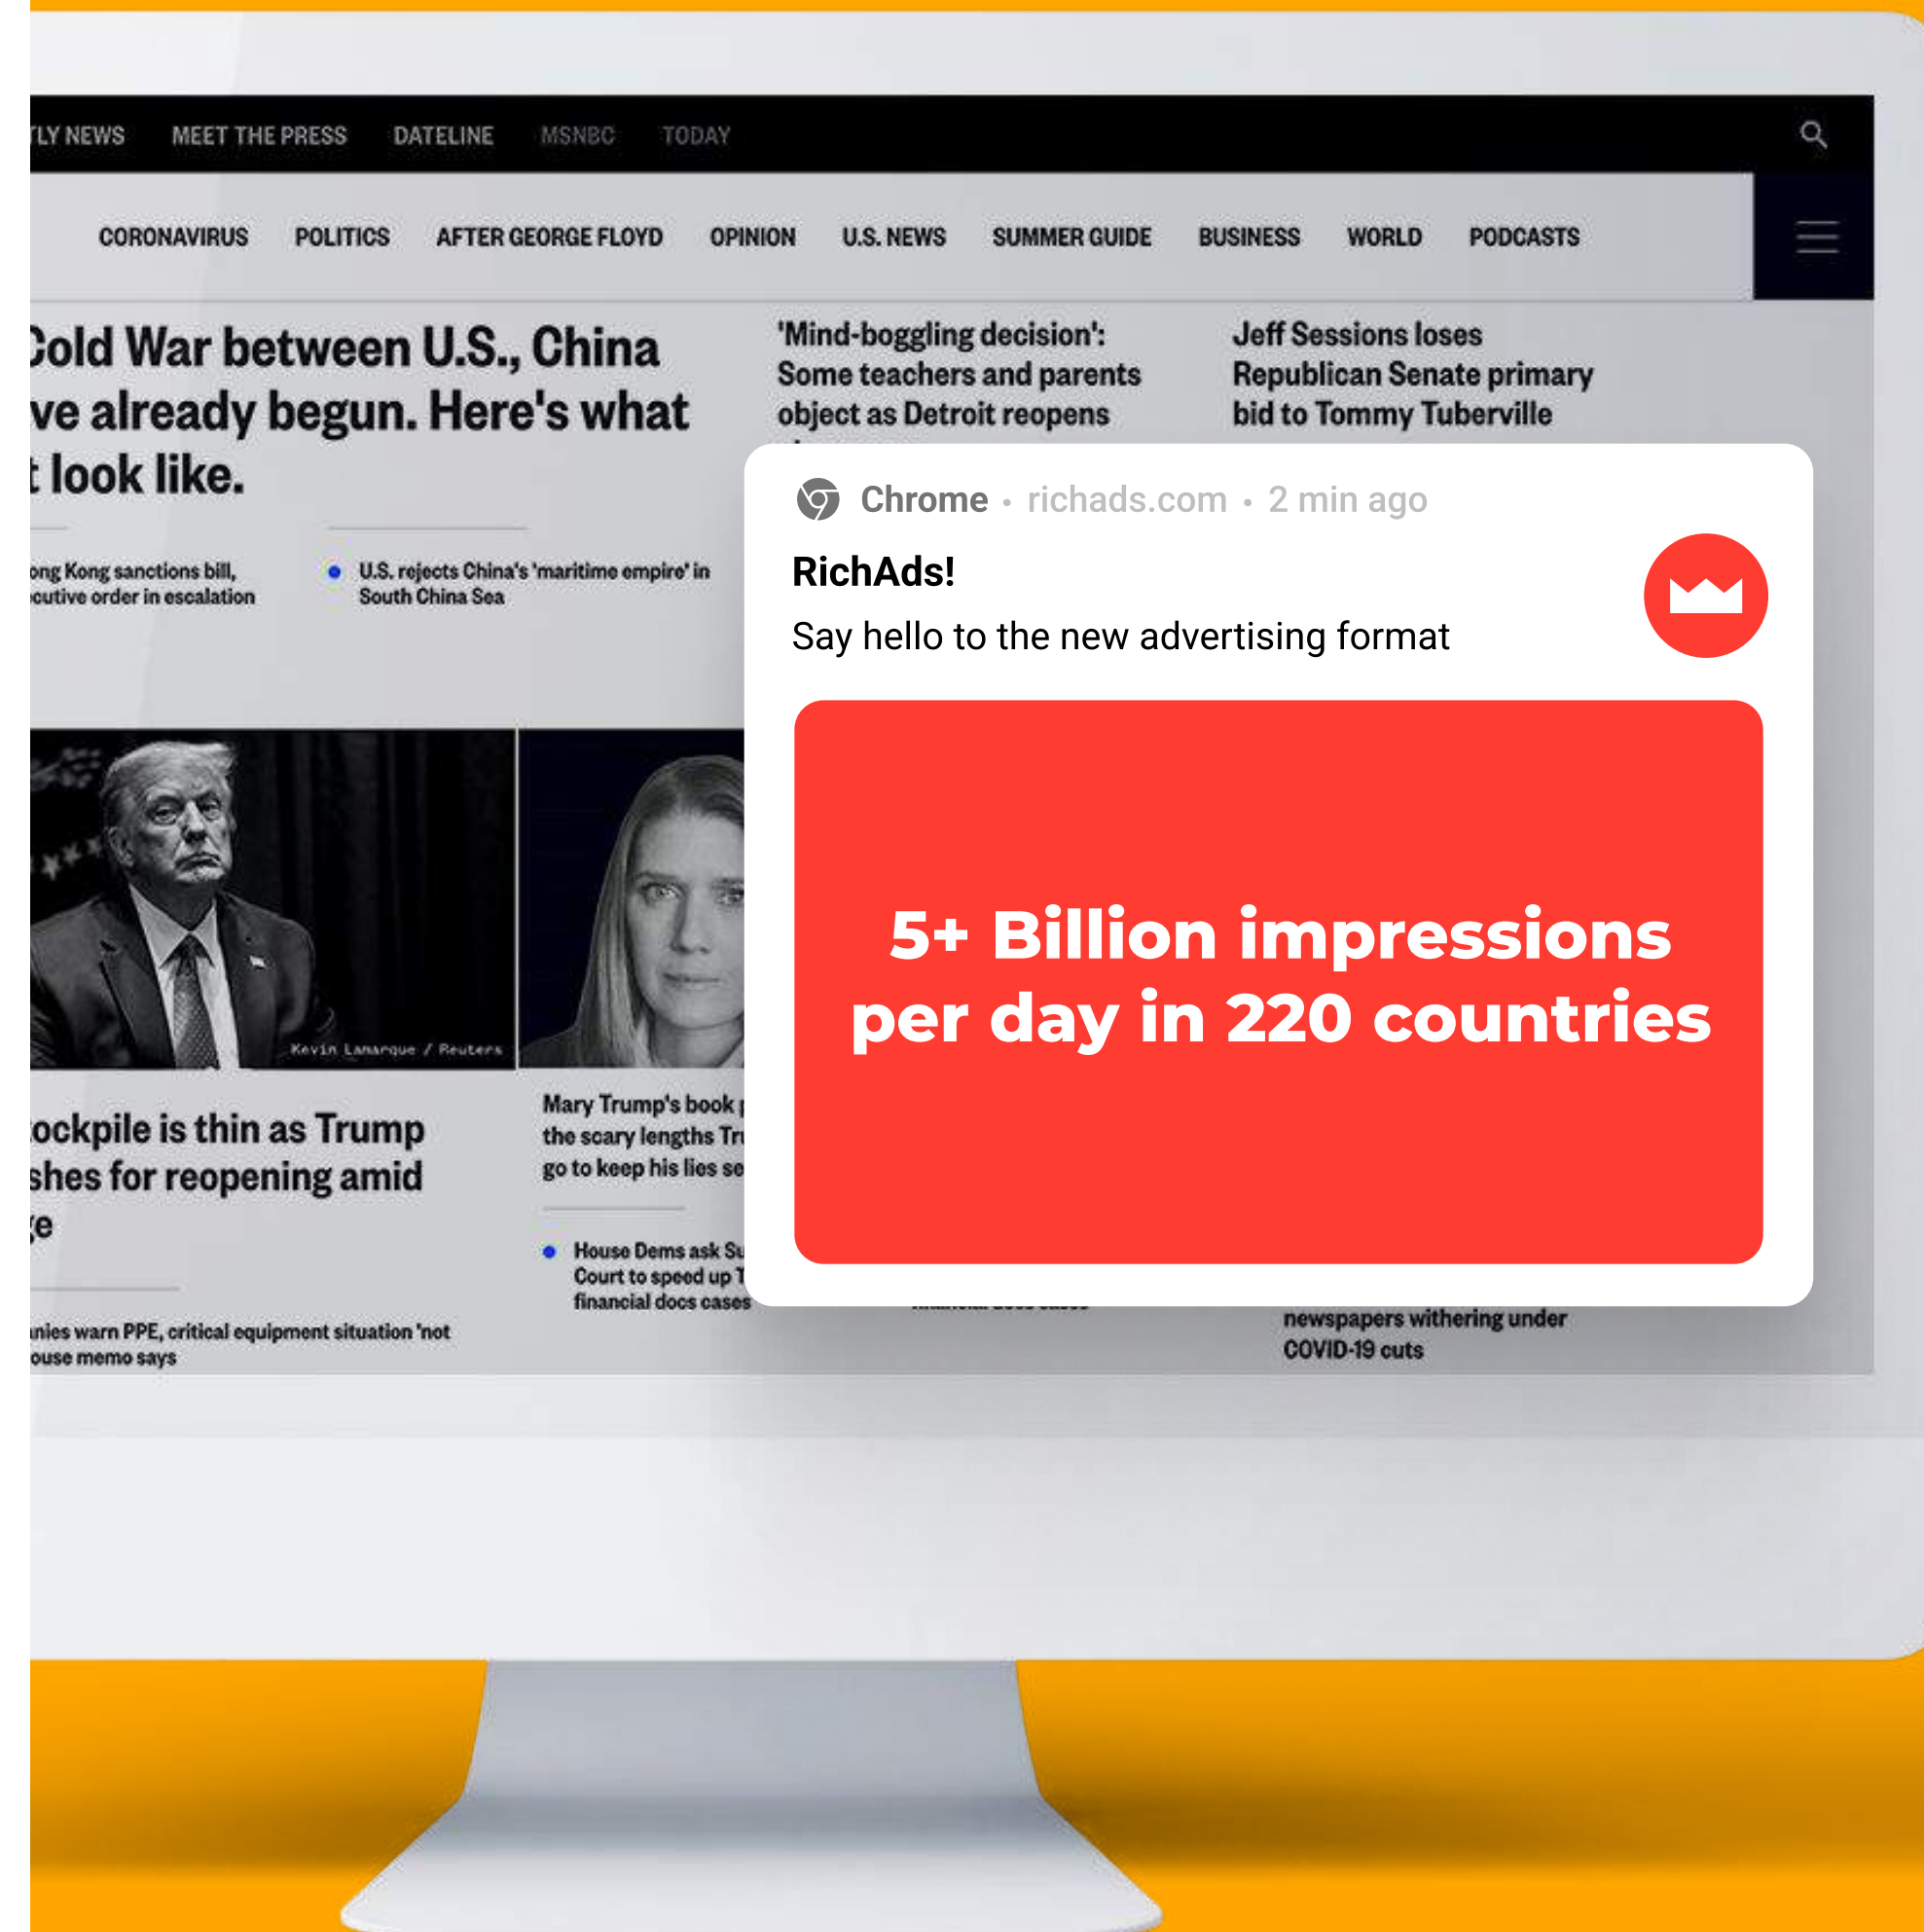 NEWS MEET THE PRESS DATELINE MSNBC TODAY
CORONAVIRUS POLITICS AFTER GEORGE FLOYD OPINION U.S. NEWS SUMMER GUIDE BUSINESS WORLD PODCASTS
Cold War between U.S., China
ve already begun. Here's what
t look like.
'Mind-boggling decision':
Some teachers and parents
object as Detroit reopens
Jeff Sessions loses
Republican Senate primary
bid to Tommy Tuberville
ong Kong sanctions bill,
cutive order in escalation
U.S. rejects China's 'maritime empire' in
South China Sea
Chrome • richads.com • 2 min ago
RichAds!
Say hello to the new advertising format
5+ Billion impressions
per day in 220 countries
Kevin Lamarque / Reuters
ockpile is thin as Trump
shes for reopening amid
ge
nies warn PPE, critical equipment situation 'not
ouse memo says
Mary Trump's book
the scary lengths Tru
go to keep his lies se
House Dems ask Su
Court to speed up T
financial docs cases
newspapers withering under
COVID-19 cuts